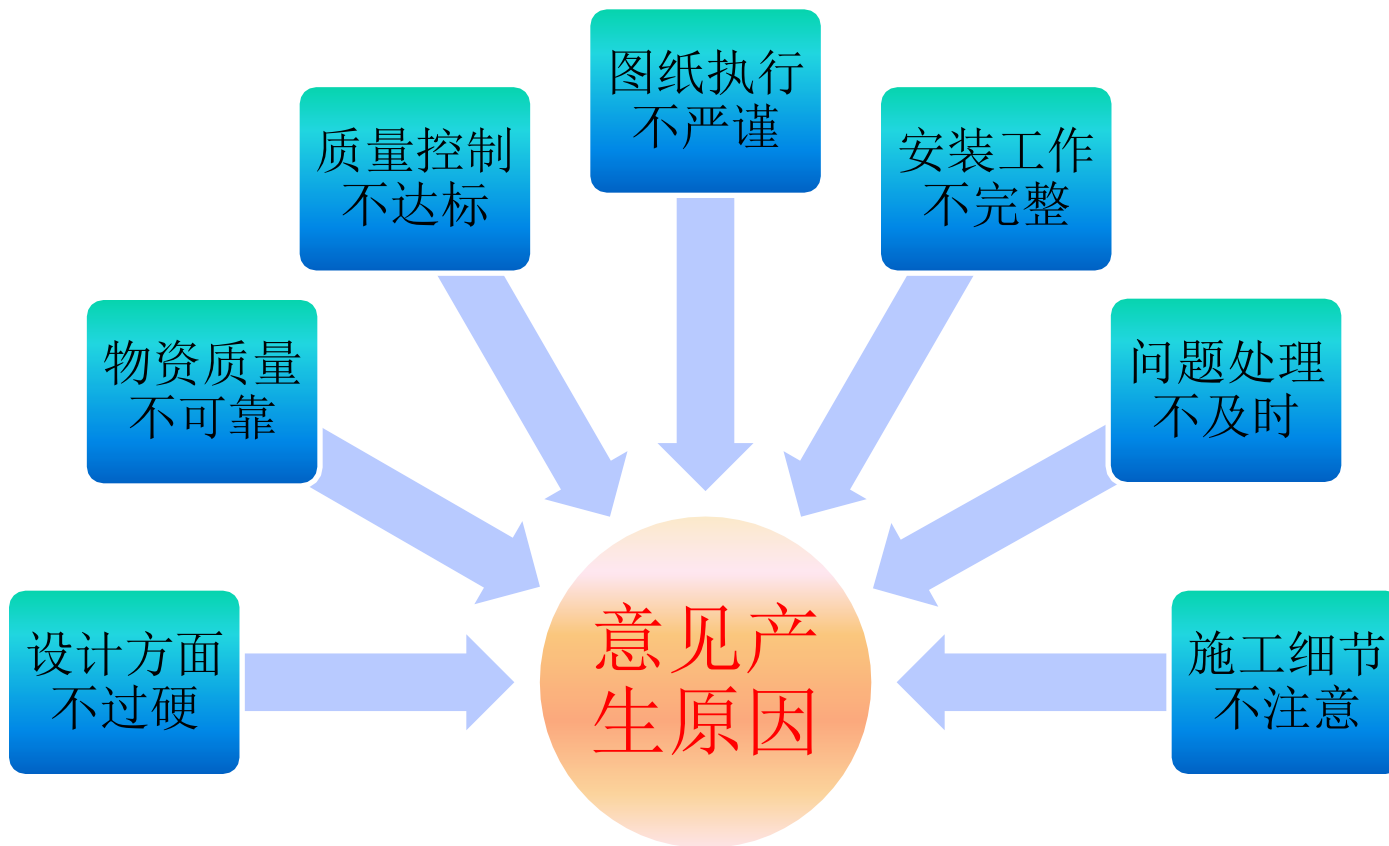 图纸执行
不严谨
质量控制
不达标
安装工作
不完整
物资质量
不可靠
问题处理
不及时
设计方面
不过硬
意见产
生原因
施工细节
不注意